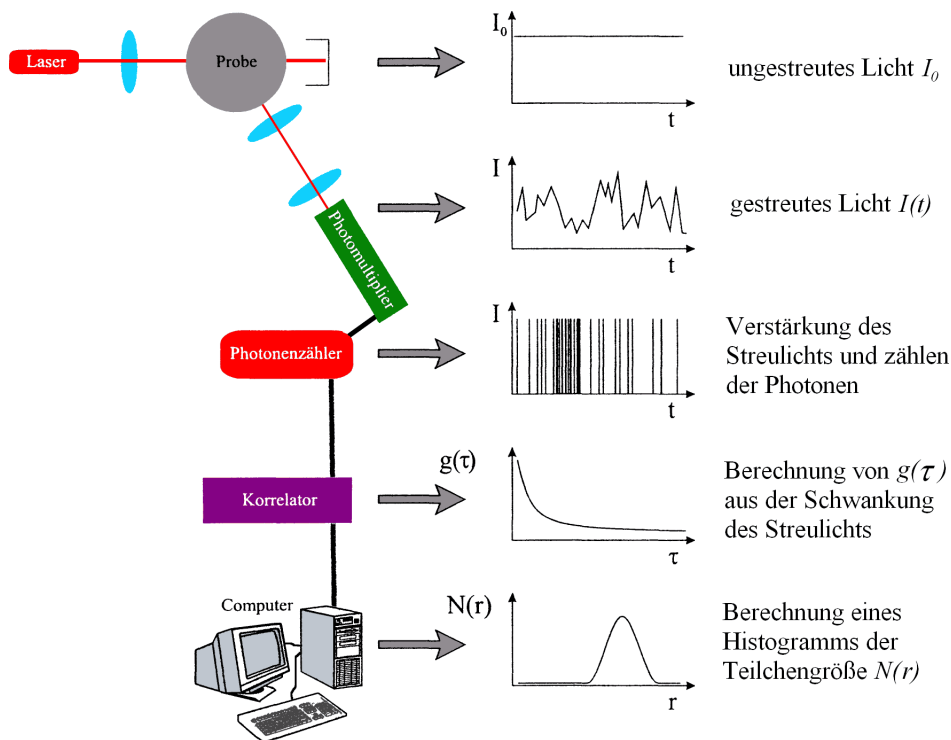 Laser
Probe
I₀
t
ungestreutes Licht I₀
Photomultiplier
I
t
gestreutes Licht I(t)
Photonenzähler
I
t
Verstärkung des
Streulichts und zählen
der Photonen
Korrelator
g(τ)
τ
Berechnung von g(τ)
aus der Schwankung
des Streulichts
Computer
N(r)
r
Berechnung eines
Histogramms der
Teilchengröße N(r)